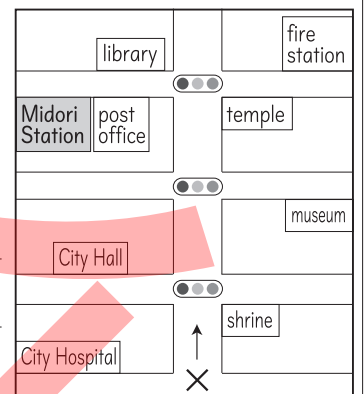 library
fire
station
Midori
Station
post
office
temple
museum
City Hall
shrine
City Hospital